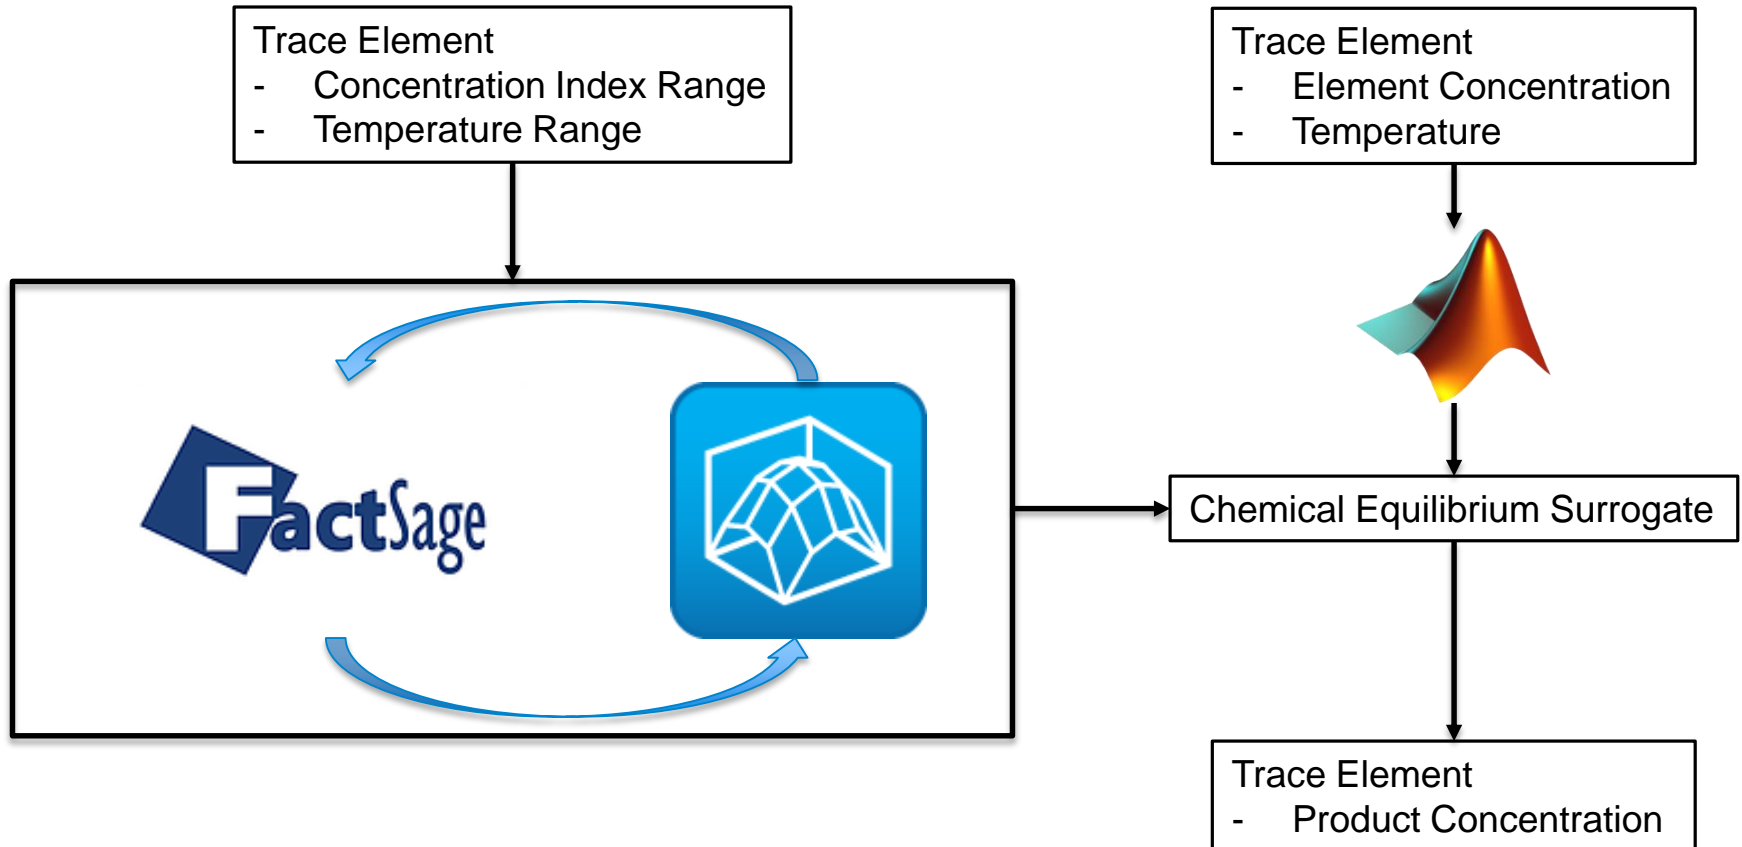 Trace Element
- Concentration Index Range
- Temperature Range
Trace Element
- Element Concentration
- Temperature
FactSage
Chemical Equilibrium Surrogate
Trace Element
- Product Concentration